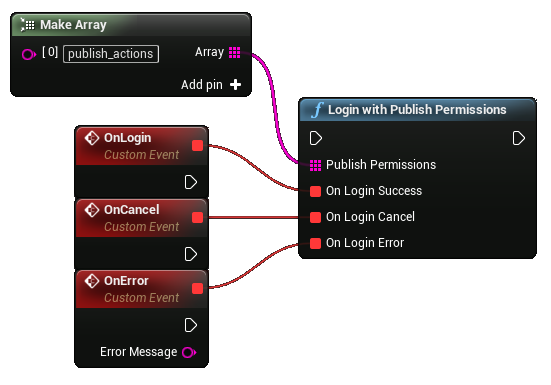 Make Array
[ 0] publish_actions
Array
Add pin +
f Login with Publish Permissions
Publish Permissions
On Login Success
On Login Cancel
On Login Error
OnLogin
Custom Event
OnCancel
Custom Event
OnError
Custom Event
Error Message